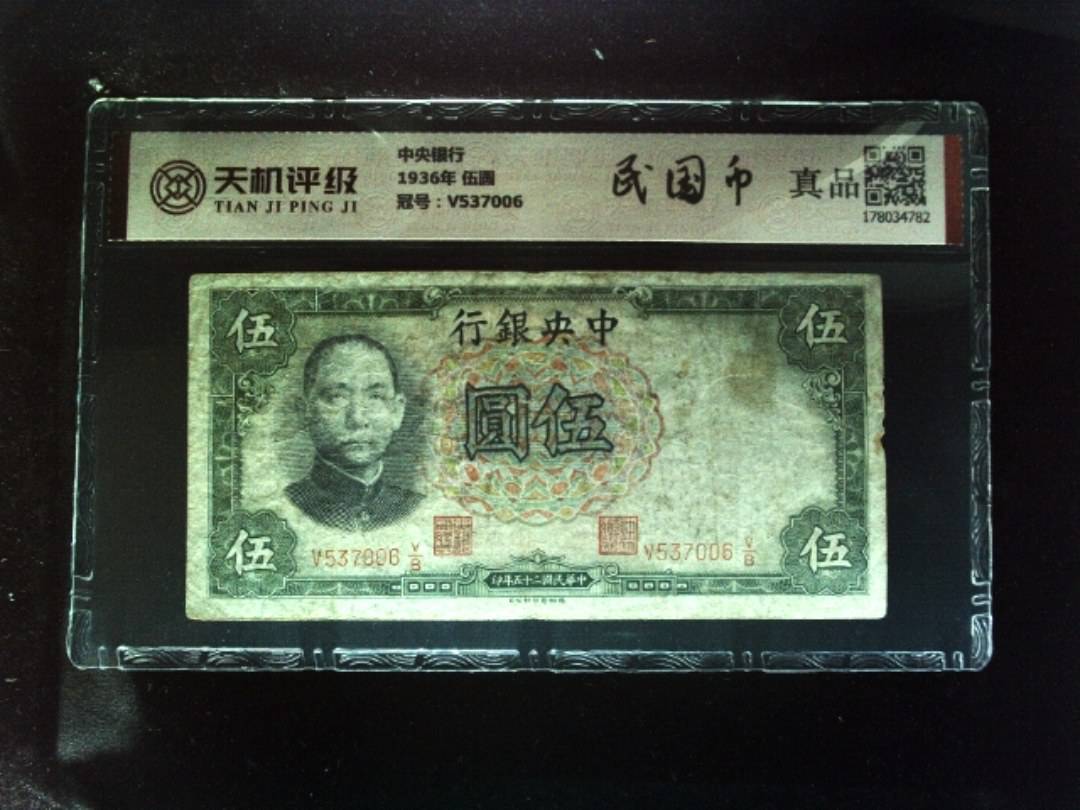 天机评级
TIAN JI PING JI
中央银行
1936年 伍圆
冠号：V537006
民国币
真品
178034782
伍
行銀央中
伍
圓伍
伍
V537006 V/B
V537006 V/B
伍
印年五十二國民華中